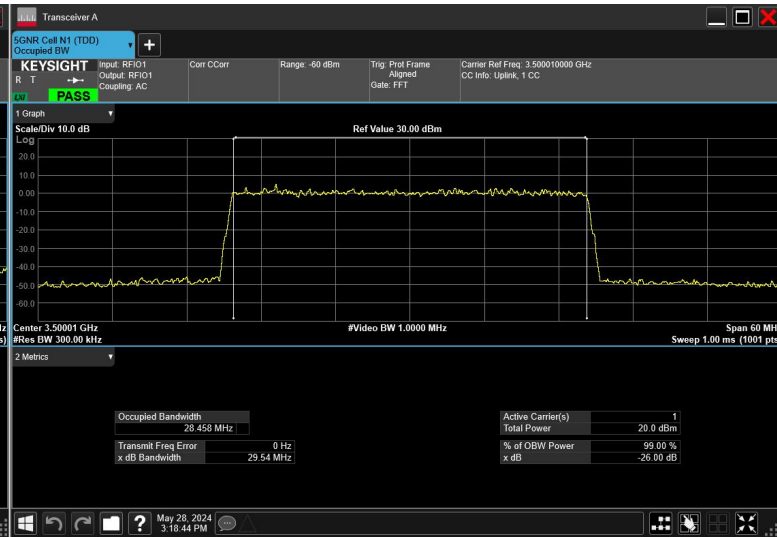 Transceiver A
5GNR Cell N1 (TDD)
Occupied BW
+
KEYSIGHT
R T
LXI
PASS
Input: RFIO1
Output: RFIO1
Coupling: AC
Corr CCorr
Range: -60 dBm
Trig: Prot Frame
Aligned
Gate: FFT
Carrier Ref Freq: 3.500010000 GHz
CC Info: Uplink, 1 CC
1 Graph
Scale/Div 10.0 dB
Ref Value 30.00 dBm
Log
20.0
10.0
0.00
-10.0
-20.0
-30.0
-40.0
-50.0
-60.0
Center 3.50001 GHz
#Video BW 1.0000 MHz
Span 60 MH
#Res BW 300.00 kHz
Sweep 1.00 ms (1001 pts
2 Metrics
Occupied Bandwidth
28.458 MHz
Transmit Freq Error 0 Hz
x dB Bandwidth 29.54 MHz
Active Carrier(s) 1
Total Power 20.0 dBm
% of OBW Power 99.00 %
x dB -26.00 dB
?
May 28, 2024
3:18:44 PM